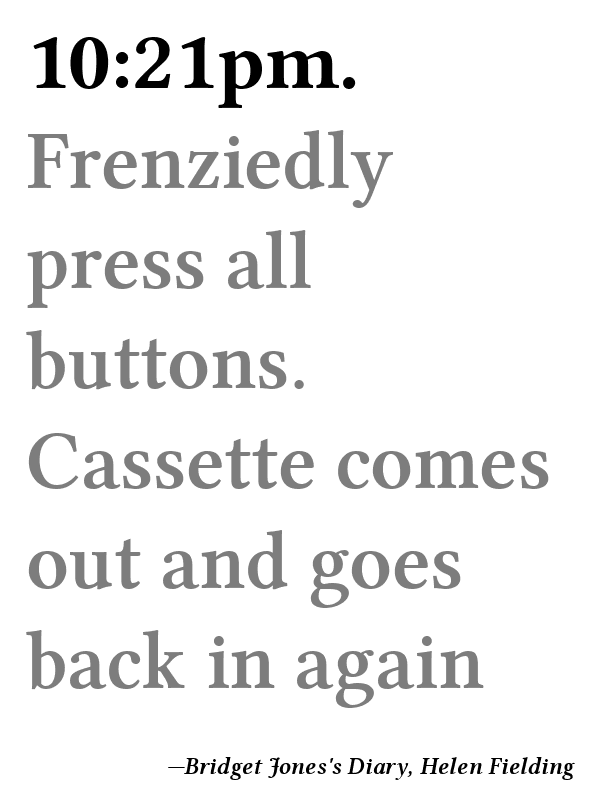 10:21pm.
Frenziedly
press all
buttons.
Cassette comes
out and goes
back in again
—Bridget Jones's Diary, Helen Fielding